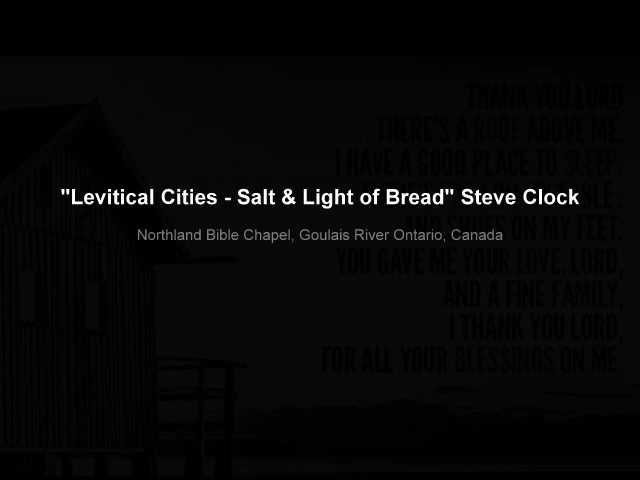 "Levitical Cities - Salt & Light of Bread" Steve Clock
Northland Bible Chapel, Goulais River Ontario, Canada
THANK YOU LORD
THERE'S A ROOF ABOVE ME,
I HAVE A GOOD PLACE TO SLEEP.
ON MY FEET.
YOU GAVE ME YOUR LOVE, LORD,
AND A FINE FAMILY,
I THANK YOU LORD,
FOR ALL YOUR BLESSINGS ON ME.